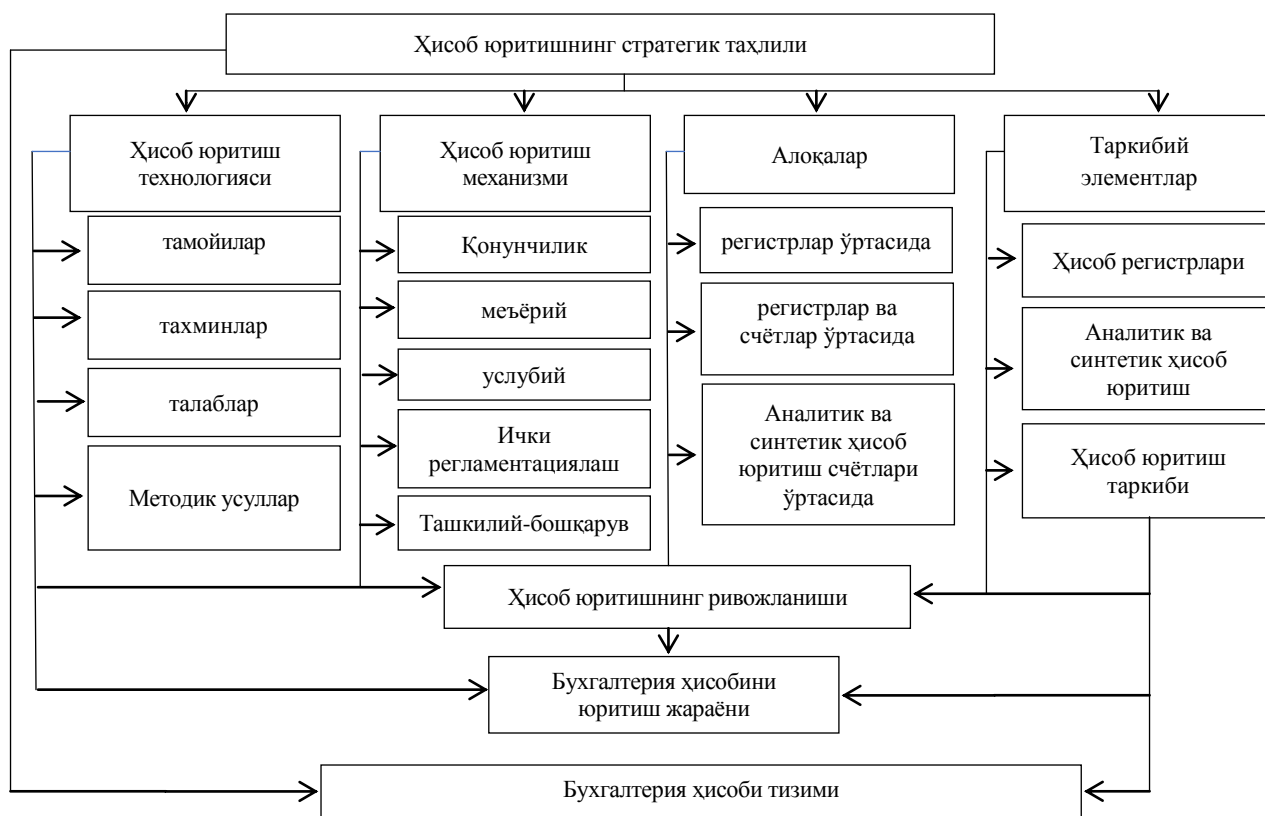 Ҳисоб юритишнинг стратегик таҳлили
Ҳисоб юритиш
технологияси
тамойилар
тахминлар
талаблар
Методик усуллар
Ҳисоб юритиш
механизми
Қонунчилик
меъёрий
услубий
Ички
регламентациялаш
Ташкилий-бошқарув
Алоқалар
регистрлар ўртасида
регистрлар ва
счётлар ўртасида
Аналитик ва
синтетик ҳисоб
юритиш счётлари
ўртасида
Таркибий
элементлар
Ҳисоб регистрлари
Аналитик ва
синтетик ҳисоб
юритиш
Ҳисоб юритиш
таркиби
Ҳисоб юритишнинг ривожланиши
Бухгалтерия ҳисобини
юритиш жараёни
Бухгалтерия ҳисоби тизими